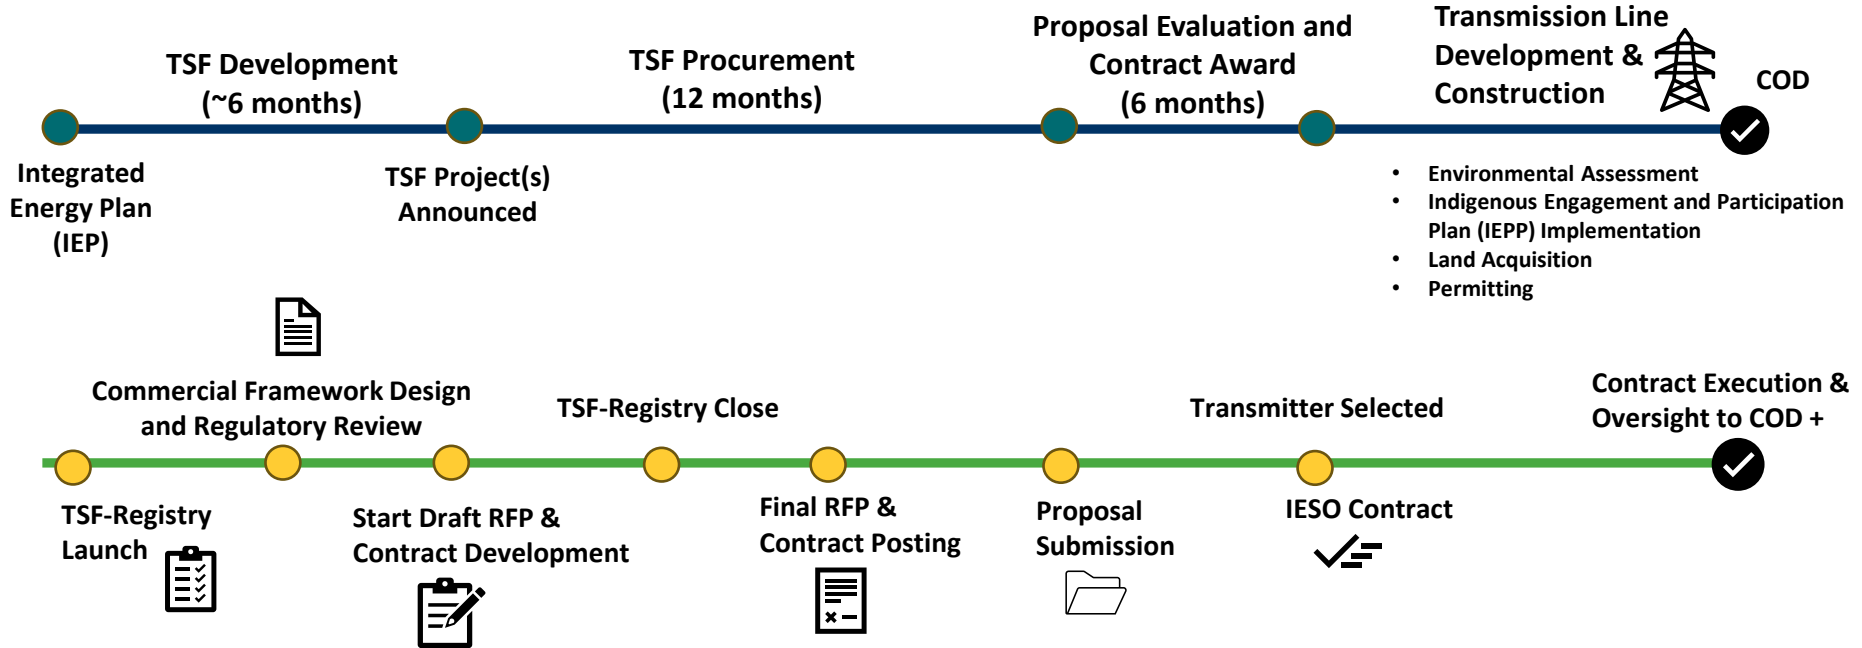 TSF Development
(~6 months)
TSF Procurement
(12 months)
Proposal Evaluation and
Contract Award
(6 months)
Transmission Line
Development &
Construction
COD
Integrated
Energy Plan
(IEP)
TSF Project(s)
Announced
• Environmental Assessment
• Indigenous Engagement and Participation
Plan (IEPP) Implementation
• Land Acquisition
• Permitting
Commercial Framework Design
and Regulatory Review
TSF-Registry Close
Transmitter Selected
Contract Execution &
Oversight to COD +
TSF-Registry
Launch
Start Draft RFP &
Contract Development
Final RFP &
Contract Posting
Proposal
Submission
IESO Contract